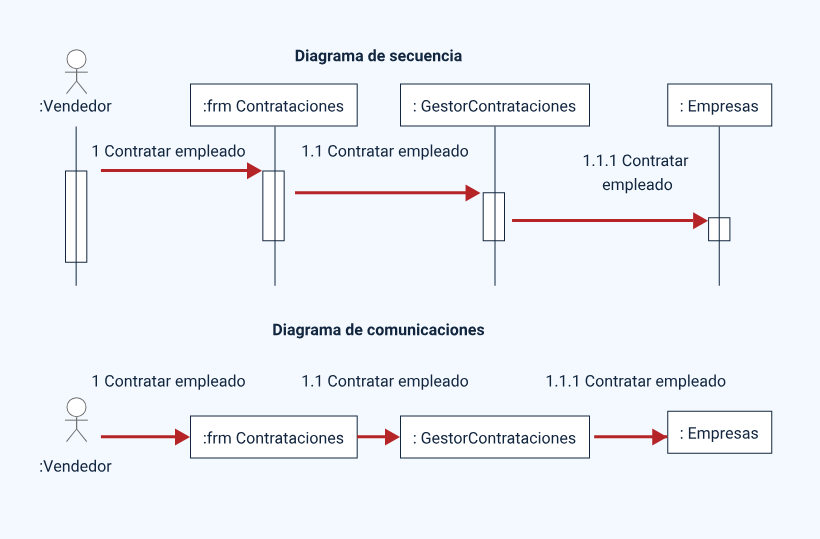 Diagrama de secuencia
:Vendedor
:frm Contrataciones
: GestorContrataciones
: Empresas
1 Contratar empleado
1.1 Contratar empleado
1.1.1 Contratar
empleado
Diagrama de comunicaciones
1 Contratar empleado
1.1 Contratar empleado
1.1.1 Contratar empleado
:frm Contrataciones
: GestorContrataciones
: Empresas
:Vendedor